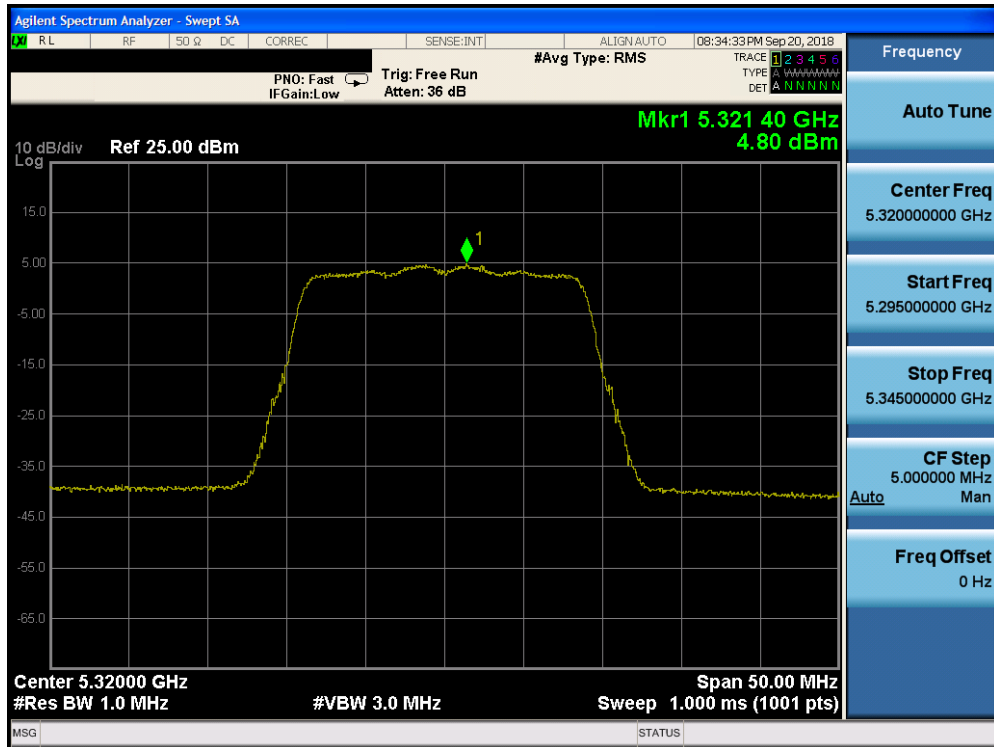 Agilent Spectrum Analyzer - Swept SA
LXI RL RF 50 Ω DC CORREC SENSE:INT ALIGN AUTO 08:34:33 PM Sep 20, 2018
Frequency
#Avg Type: RMS
TRACE 1 2 3 4 5 6
PNO: Fast Trig: Free Run
TYPE A WWWWW
IFGain:Low Atten: 36 dB
DET A N N N N N
Auto Tune
Mkr1 5.321 40 GHz
4.80 dBm
10 dB/div Ref 25.00 dBm
Log
15.0
5.00
-5.00
-15.0
-25.0
-35.0
-45.0
-55.0
-65.0
1
Center Freq
5.320000000 GHz
Start Freq
5.295000000 GHz
Stop Freq
5.345000000 GHz
CF Step
5.000000 MHz
Auto Man
Freq Offset
0 Hz
Center 5.32000 GHz Span 50.00 MHz
#Res BW 1.0 MHz #VBW 3.0 MHz Sweep 1.000 ms (1001 pts)
MSG STATUS